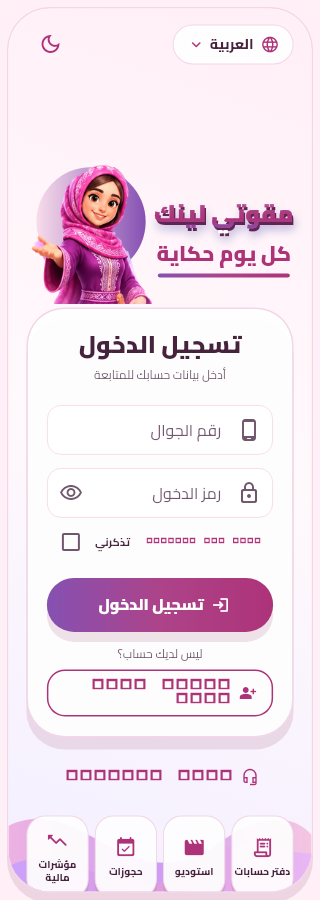 العربية
مقوتي لينك
كل يوم حكاية
تسجيل الدخول
أدخل بيانات حسابك للمتابعة
رقم الجوال
رمز الدخول
تذكرني
تسجيل الدخول
ليس لديك حساب؟
دفتر حسابات
استوديو
حجوزات
مؤشرات
مالية